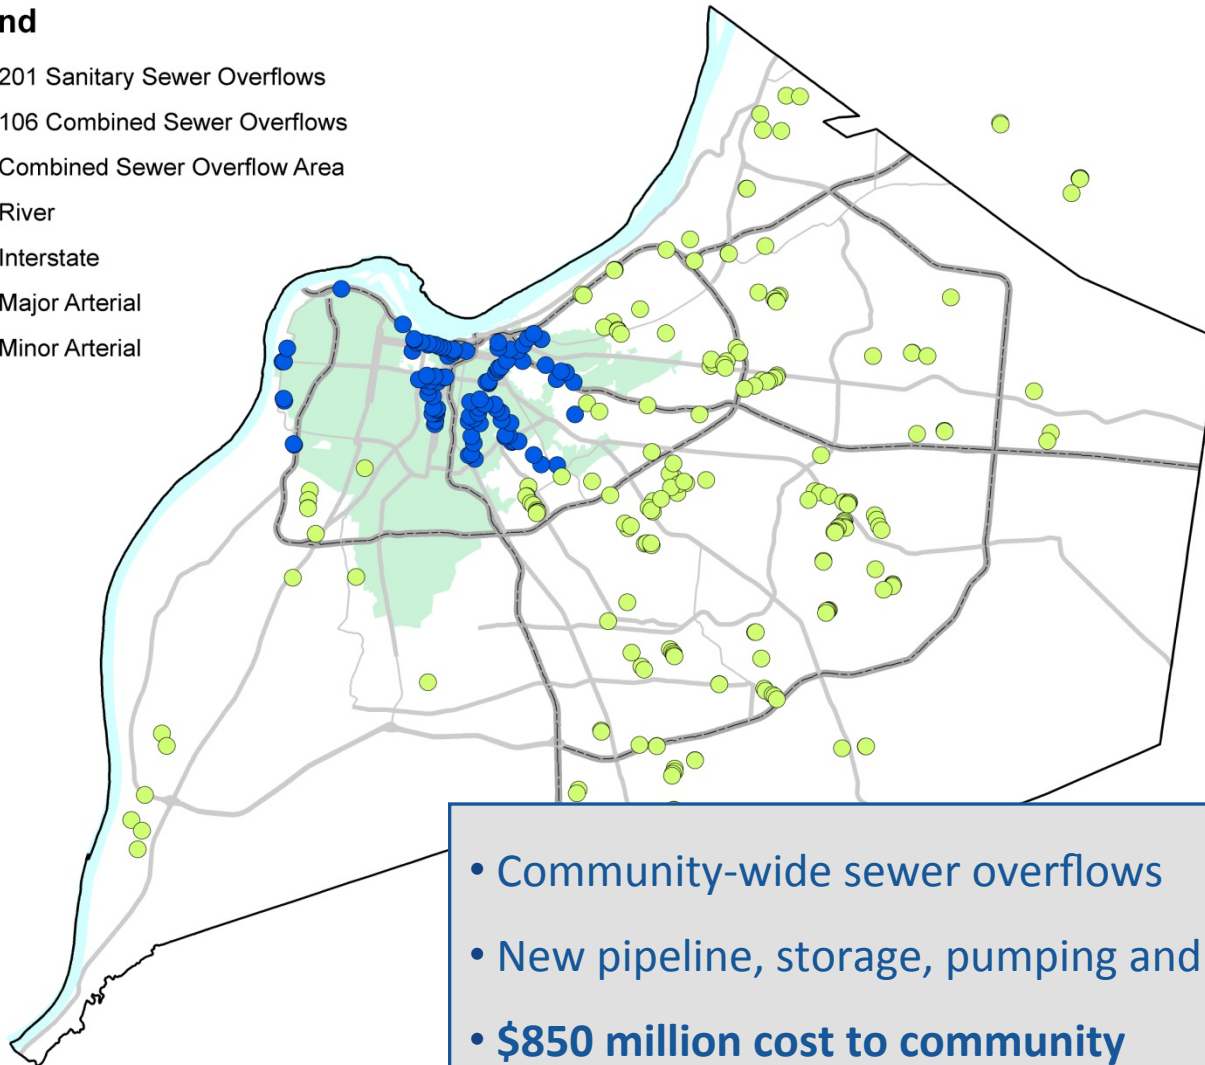 nd
201 Sanitary Sewer Overflows
106 Combined Sewer Overflows
Combined Sewer Overflow Area
River
Interstate
Major Arterial
Minor Arterial
• Community-wide sewer overflows
• New pipeline, storage, pumping and
• $850 million cost to community